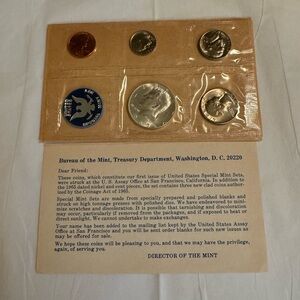 Bureau of the Mint, Treasury Department, Washington, D. C. 20220
Dear Friend:
These coins, which constitute our first issue of United States Special Mint Sets,
were struck at the U. S. Assay Office at San Francisco, California. In addition to
the 1965 dated nickel and cent pieces, the set contains three new clad coins author-
ized by the Coinage Act of 1965.
Special Mint Sets are made from specially prepared and polished blanks and
struck on high tonnage presses with polished dies. We have endeavored to mini-
mize scratches and discoloration. It is possible that tarnishing and discoloration
may occur, particularly if removed from the packages, and if exposed to heat or
direct sunlight. We cannot undertake to make exchanges.
Your name has been added to the mailing list kept by the United States Assay
Office at San Francisco and you will be sent order blanks for such new issues as
may be offered for sale.
We hope these coins will be pleasing to you, and that we may have the privilege,
again, of serving you.
DIRECTOR OF THE MINT